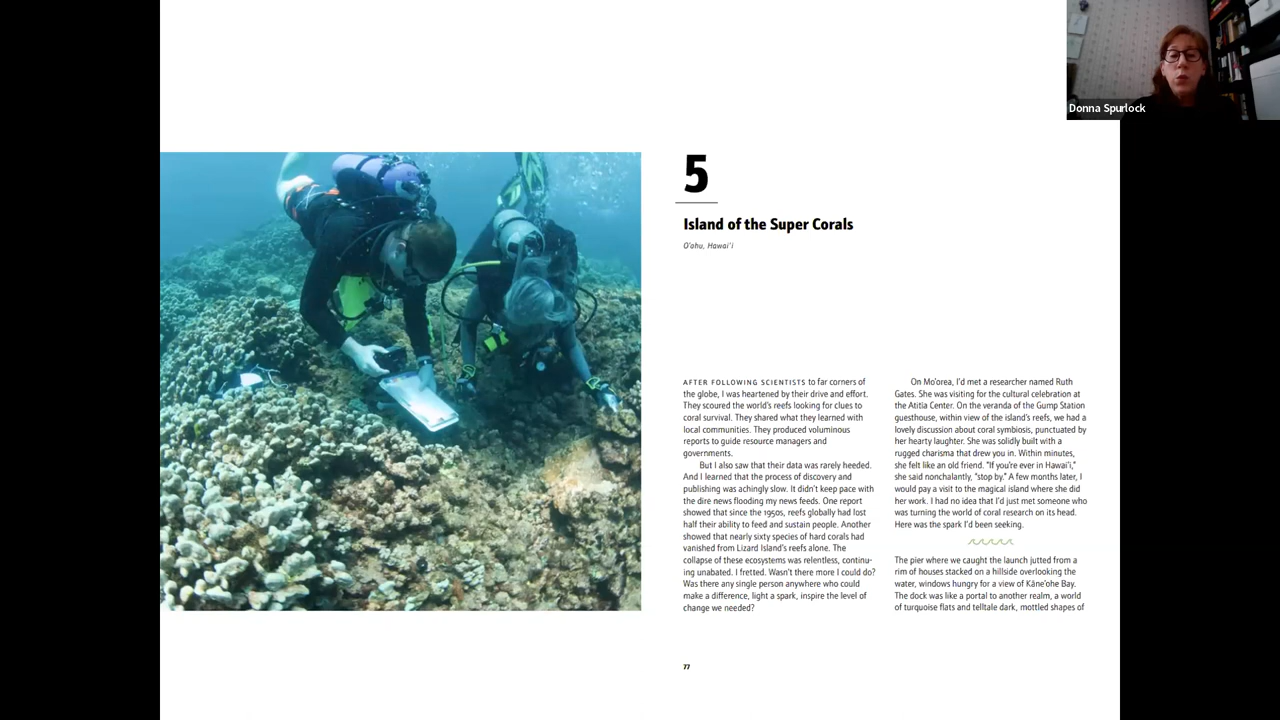 Donna Spurlock
5
Island of the Super Corals
O‘ahu, Hawai‘i
AFTER FOLLOWING SCIENTISTS to far corners of
the globe, I was heartened by their drive and effort.
They scoured the world’s reefs looking for clues to
coral survival. They shared what they learned with
local communities. They produced voluminous
reports to guide resource managers and
governments.
But I also saw that their data was rarely heeded.
And I learned that the process of discovery and
publishing was achingly slow. It didn’t keep pace with
the dire news flooding my news feeds. One report
showed that since the 1950s, reefs globally had lost
half their ability to feed and sustain people. Another
showed that nearly sixty species of hard corals had
vanished from Lizard Island’s reefs alone. The
collapse of these ecosystems was relentless, continu-
ing unabated. I fretted. Wasn’t there more I could do?
Was there any single person anywhere who could
make a difference, light a spark, inspire the level of
change we needed?
On Mo‘orea, I’d met a researcher named Ruth
Gates. She was visiting for the cultural celebration at
the Atitia Center. On the veranda of the Gump Station
guesthouse, within view of the island’s reefs, we had a
lovely discussion about coral symbiosis, punctuated by
her hearty laughter. She was solidly built with a
rugged charisma that drew you in. Within minutes,
she felt like an old friend. “If you’re ever in Hawai‘i,”
she said nonchalantly, “stop by.” A few months later, I
would pay a visit to the magical island where she did
her work. I had no idea that I’d just met someone who
was turning the world of coral research on its head.
Here was the spark I’d been seeking.
The pier where we caught the launch jutted from a
rim of houses stacked on a hillside overlooking the
water, windows hungry for a view of Kāne‘ohe Bay.
The dock was like a portal to another realm, a world
of turquoise flats and telltale dark, mottled shapes of
77